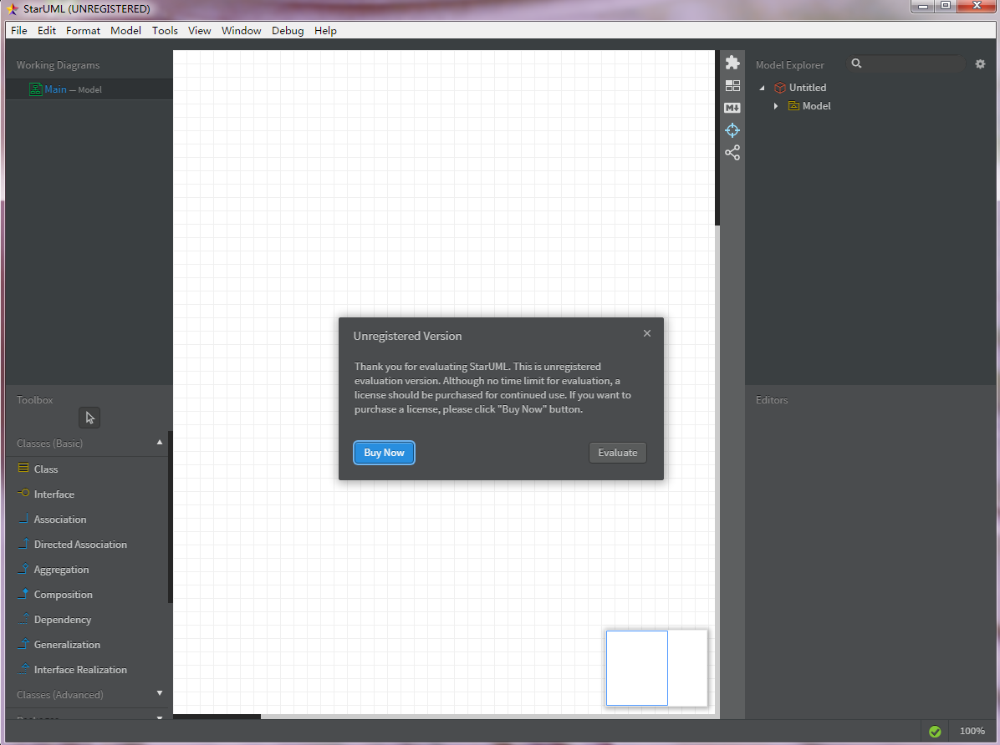 StarUML (UNREGISTERED)
File Edit Format Model Tools View Window Debug Help
Working Diagrams
Main — Model
Toolbox
Classes (Basic)
Class
Interface
Association
Directed Association
Aggregation
Composition
Dependency
Generalization
Interface Realization
Classes (Advanced)
Unregistered Version
Thank you for evaluating StarUML. This is unregistered
evaluation version. Although no time limit for evaluation, a
license should be purchased for continued use. If you want to
purchase a license, please click "Buy Now" button.
Buy Now
Evaluate
M
Model Explorer
Untitled
Model
Editors
100%